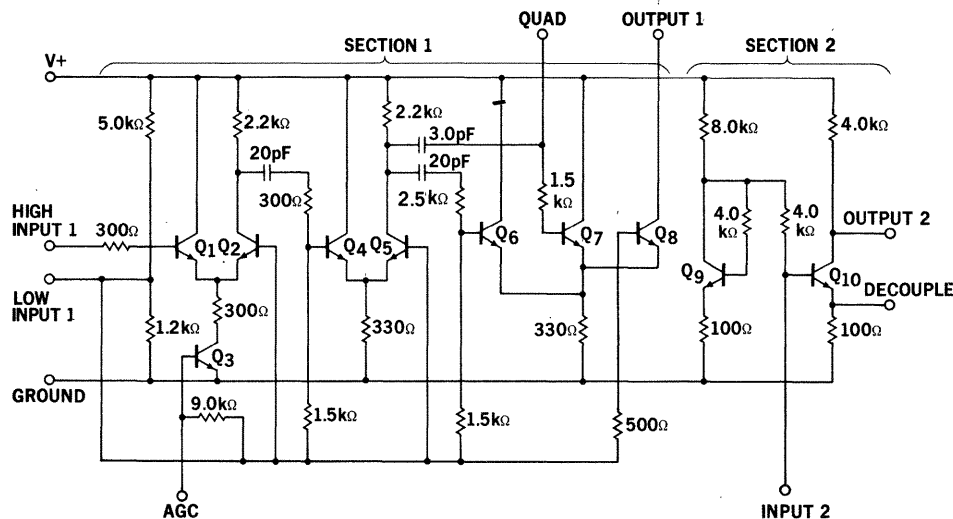 QUAD
OUTPUT 1
SECTION 1
SECTION 2
V+
5.0kΩ
2.2kΩ
2.2kΩ
3.0pF
8.0kΩ
4.0kΩ
20pF
20pF
300Ω
2.5kΩ
1.5
kΩ
4.0
kΩ
4.0
kΩ
HIGH
INPUT 1
300Ω
OUTPUT 2
Q1
Q2
Q4
Q5
Q6
Q7
Q8
Q9
Q10
LOW
INPUT 1
DECOUPLE
300Ω
1.2kΩ
330Ω
330Ω
100Ω
100Ω
Q3
GROUND
9.0kΩ
1.5kΩ
1.5kΩ
500Ω
AGC
INPUT 2